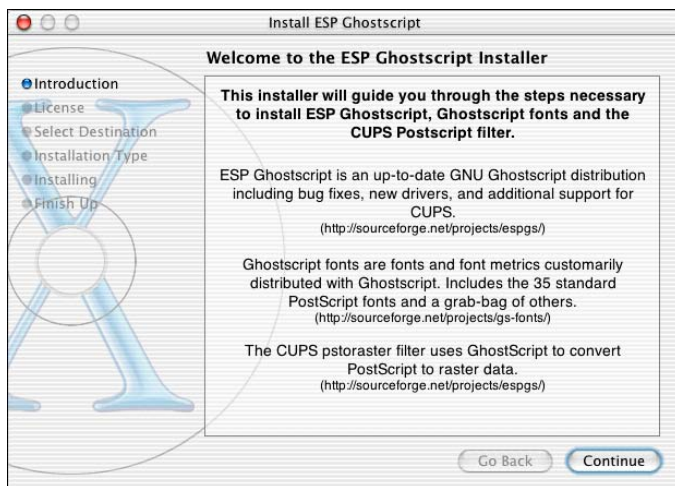 Install ESP Ghostscript
Welcome to the ESP Ghostscript Installer
Introduction
License
Select Destination
Installation Type
Installing
Finish Up
This installer will guide you through the steps necessary
to install ESP Ghostscript, Ghostscript fonts and the
CUPS Postscript filter.
ESP Ghostscript is an up-to-date GNU Ghostscript distribution
including bug fixes, new drivers, and additional support for
CUPS.
(http://sourceforge.net/projects/espgs/)
Ghostscript fonts are fonts and font metrics customarily
distributed with Ghostscript. Includes the 35 standard
PostScript fonts and a grab-bag of others.
(http://sourceforge.net/projects/gs-fonts/)
The CUPS pstoraster filter uses GhostScript to convert
PostScript to raster data.
(http://sourceforge.net/projects/espgs/)
Go Back
Continue